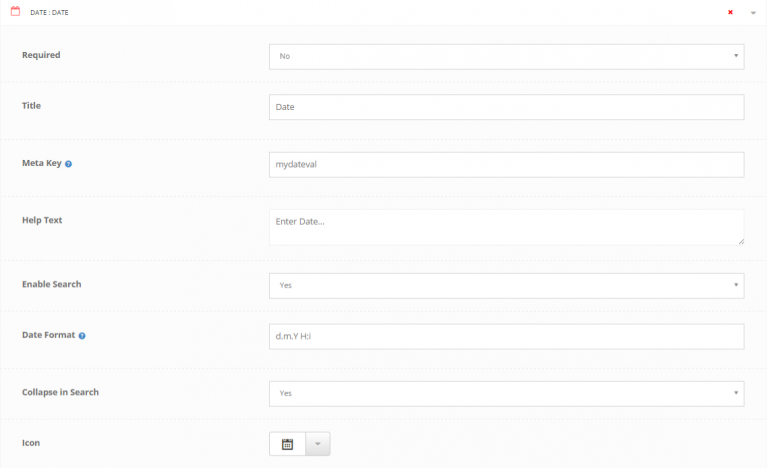 DATE : DATE
Required
No
Title
Date
Meta Key
mydateval
Help Text
Enter Date...
Enable Search
Yes
Date Format
d.m.Y H:i
Collapse in Search
Yes
Icon